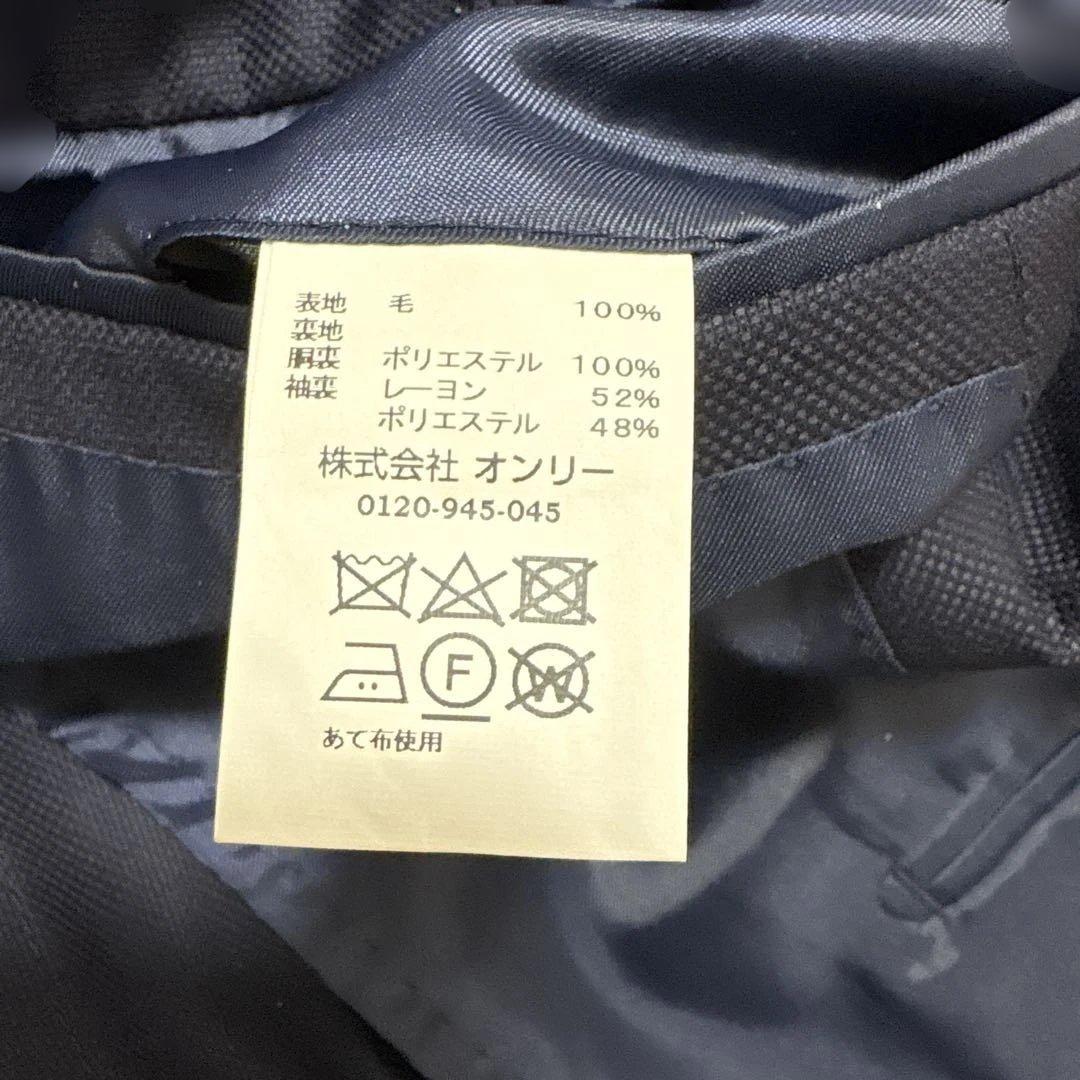 表地 毛 100%
裏地
胴裏 ポリエステル 100%
袖裏 レーヨン 52%
ポリエステル 48%
株式会社 オンリー
0120-945-045
F W
あて布使用